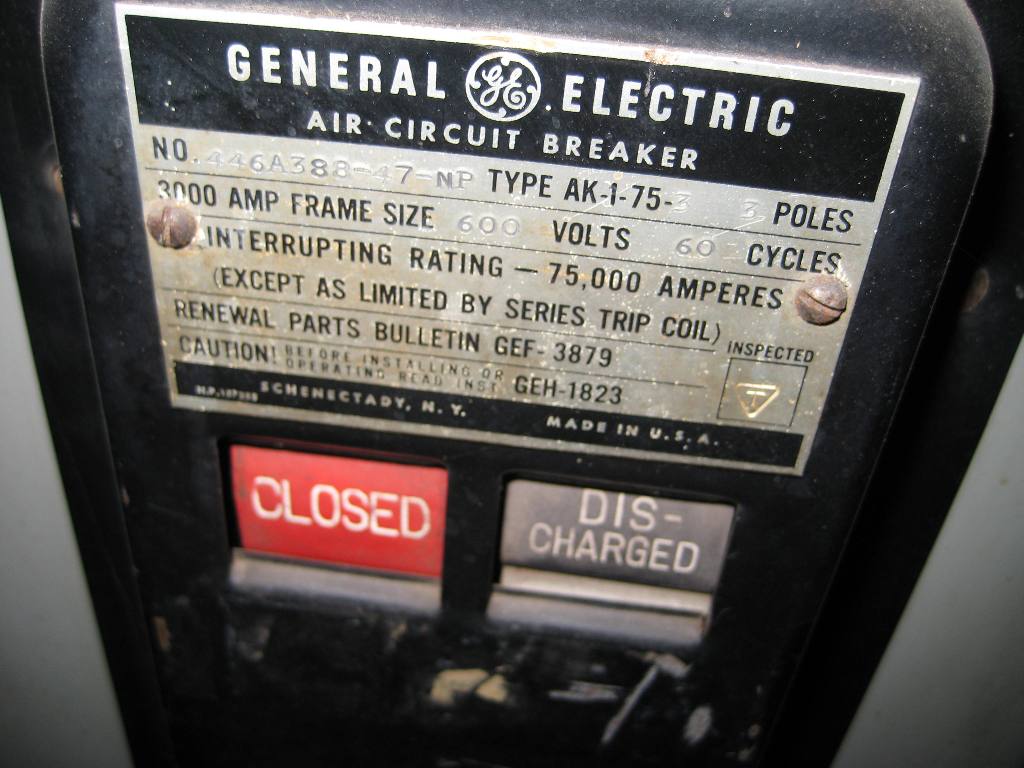 GENERAL GE ELECTRIC
AIR CIRCUIT BREAKER
NO. 446A388-47-NP TYPE AK-1-75-3 3 POLES
3000 AMP FRAME SIZE 600 VOLTS 60 CYCLES
INTERRUPTING RATING — 75,000 AMPERES
(EXCEPT AS LIMITED BY SERIES TRIP COIL)
RENEWAL PARTS BULLETIN GEF-3879
INSPECTED
CAUTION! BEFORE INSTALLING OR
OPERATING READ INST. GEH-1823
T
SCHENECTADY, N. Y.
MADE IN U.S.A.
CLOSED
DIS-
CHARGED